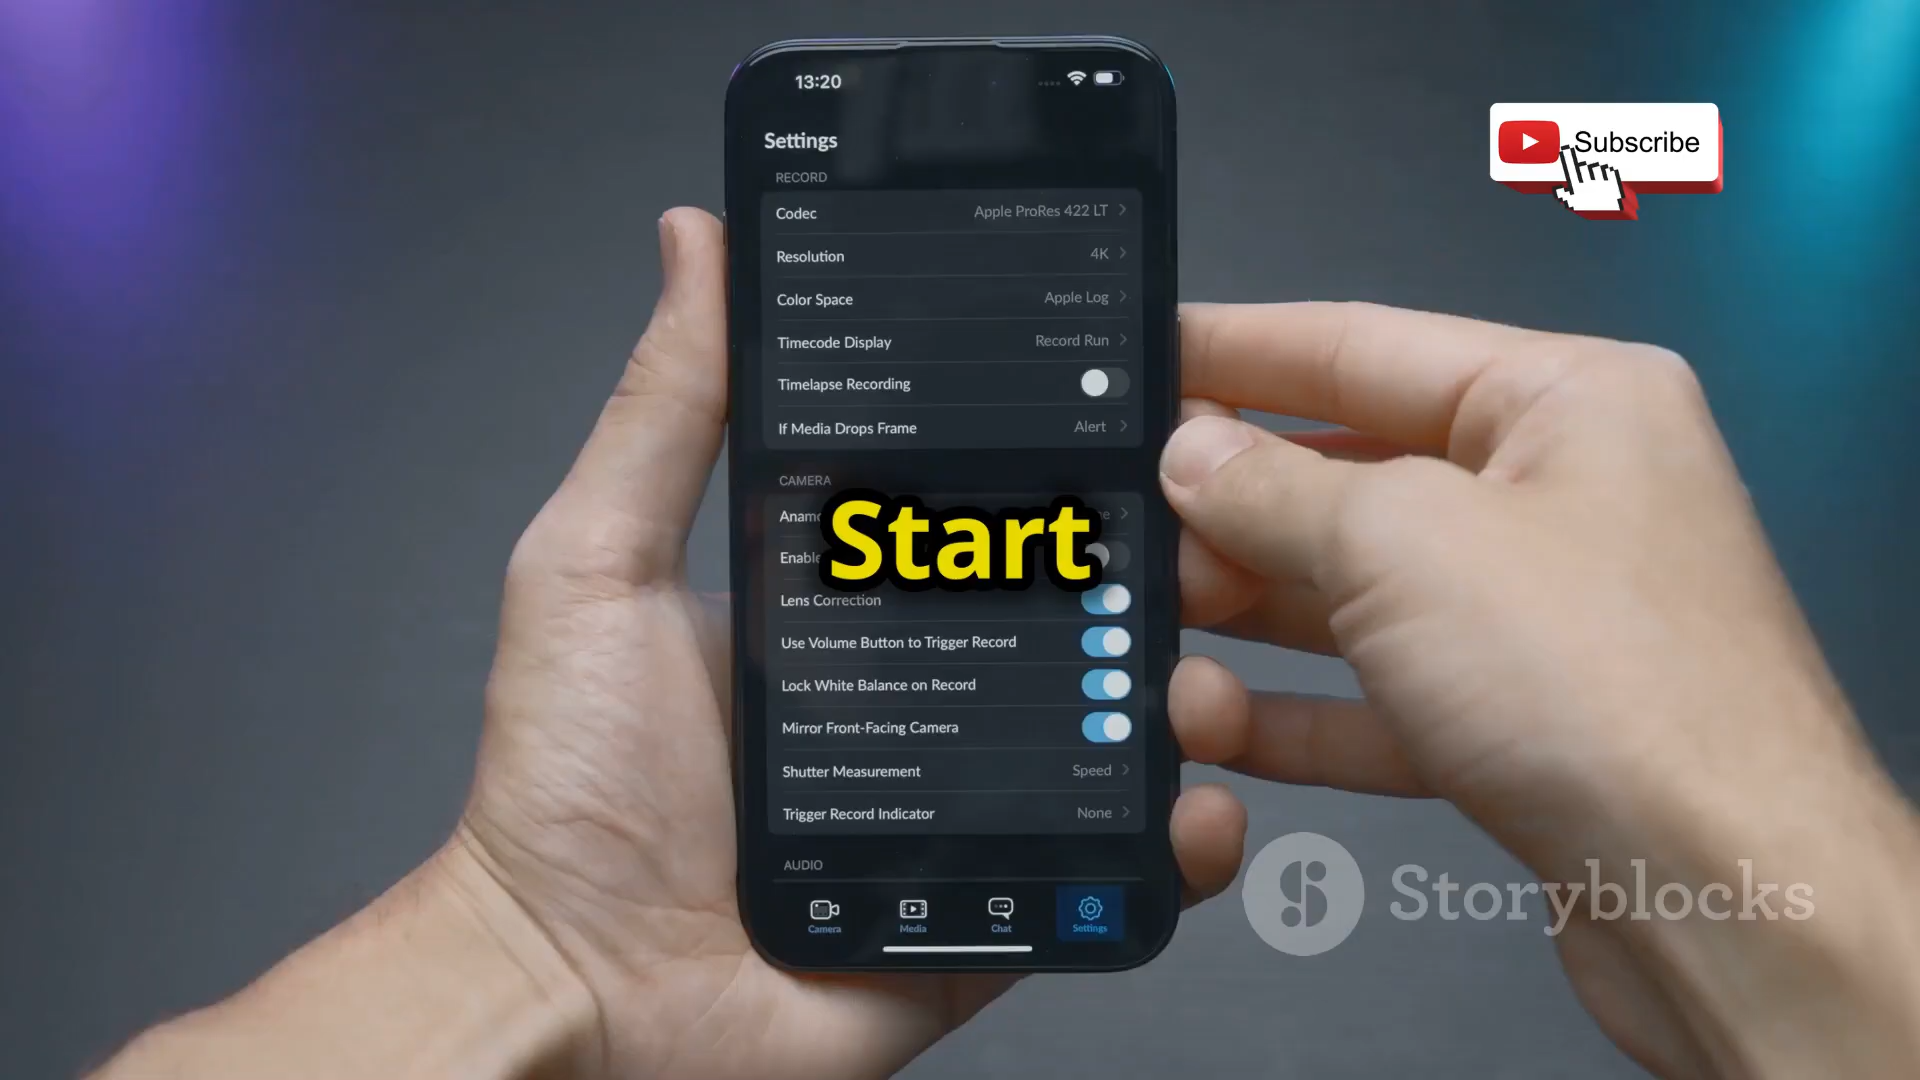 13:20
Settings
Subscribe
RECORD
Codec Apple ProRes 422 LT
Resolution 4K
Color Space Apple Log
Timecode Display Record Run
Timelapse Recording
If Media Drops Frame Alert
CAMERA
Start
Lens Correction
Use Volume Button to Trigger Record
Lock White Balance on Record
Mirror Front-Facing Camera
Shutter Measurement Speed
Trigger Record Indicator None
AUDIO
Storyblocks
Camera Media Chat Settings